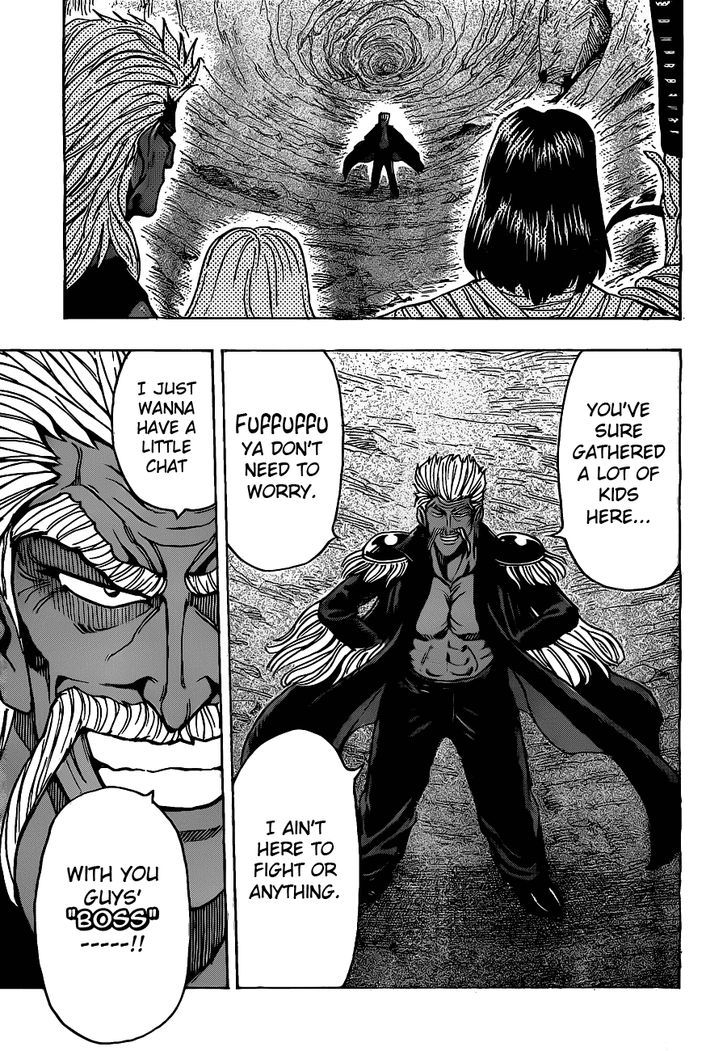 YOU'VE
SURE
GATHERED
A LOT OF
KIDS
HERE...
FUFFUFFU
YA DON'T
NEED TO
WORRY.
I AIN'T
HERE TO
FIGHT OR
ANYTHING.
I JUST
WANNA
HAVE A
LITTLE
CHAT
WITH YOU
GUYS'
"BOSS"
-----!!